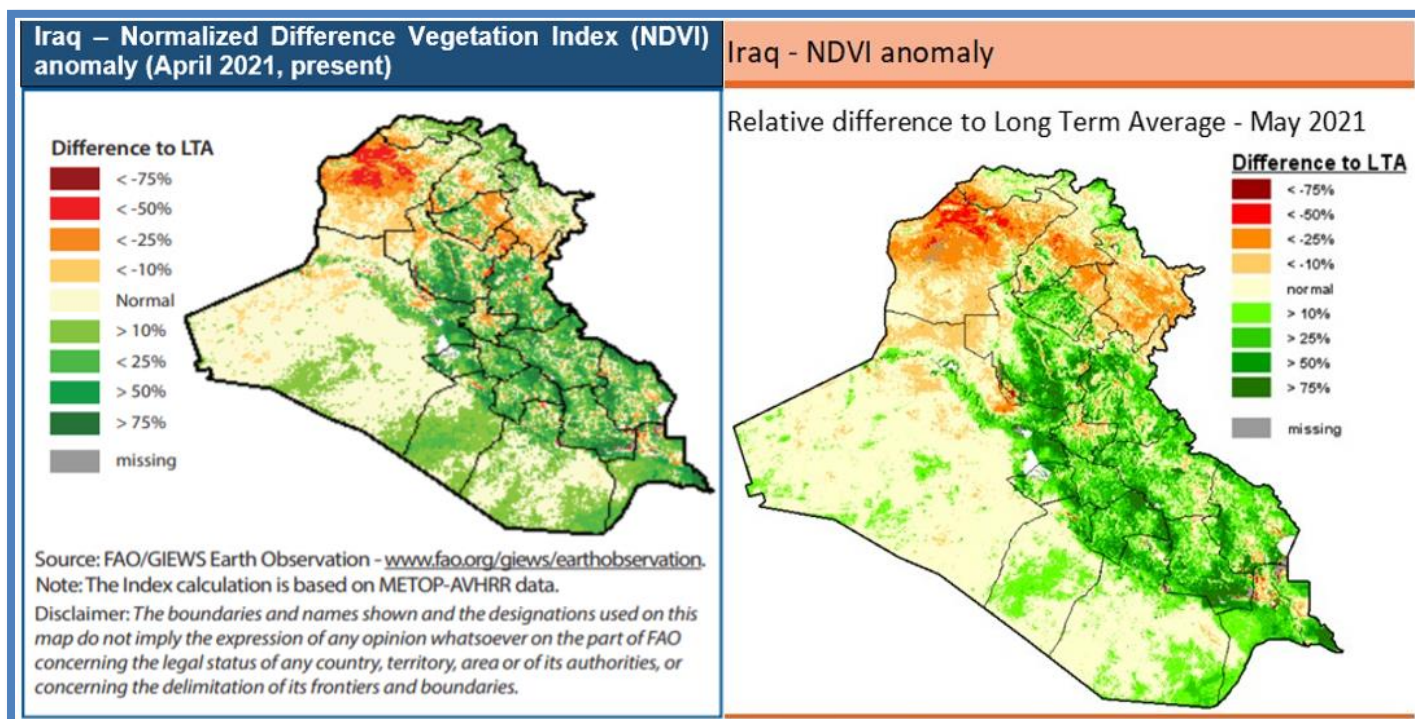 Iraq – Normalized Difference Vegetation Index (NDVI)
anomaly (April 2021, present)
Difference to LTA
< -75%
< -50%
< -25%
< -10%
Normal
> 10%
< 25%
> 50%
> 75%
missing
Source: FAO/GIEWS Earth Observation - www.fao.org/giews/earthobservation.
Note: The Index calculation is based on METOP-AVHRR data.
Disclaimer: The boundaries and names shown and the designations used on this
map do not imply the expression of any opinion whatsoever on the part of FAO
concerning the legal status of any country, territory, area or of its authorities, or
concerning the delimitation of its frontiers and boundaries.
Iraq - NDVI anomaly
Relative difference to Long Term Average - May 2021
Difference to LTA
< -75%
< -50%
< -25%
< -10%
normal
> 10%
> 25%
> 50%
> 75%
missing